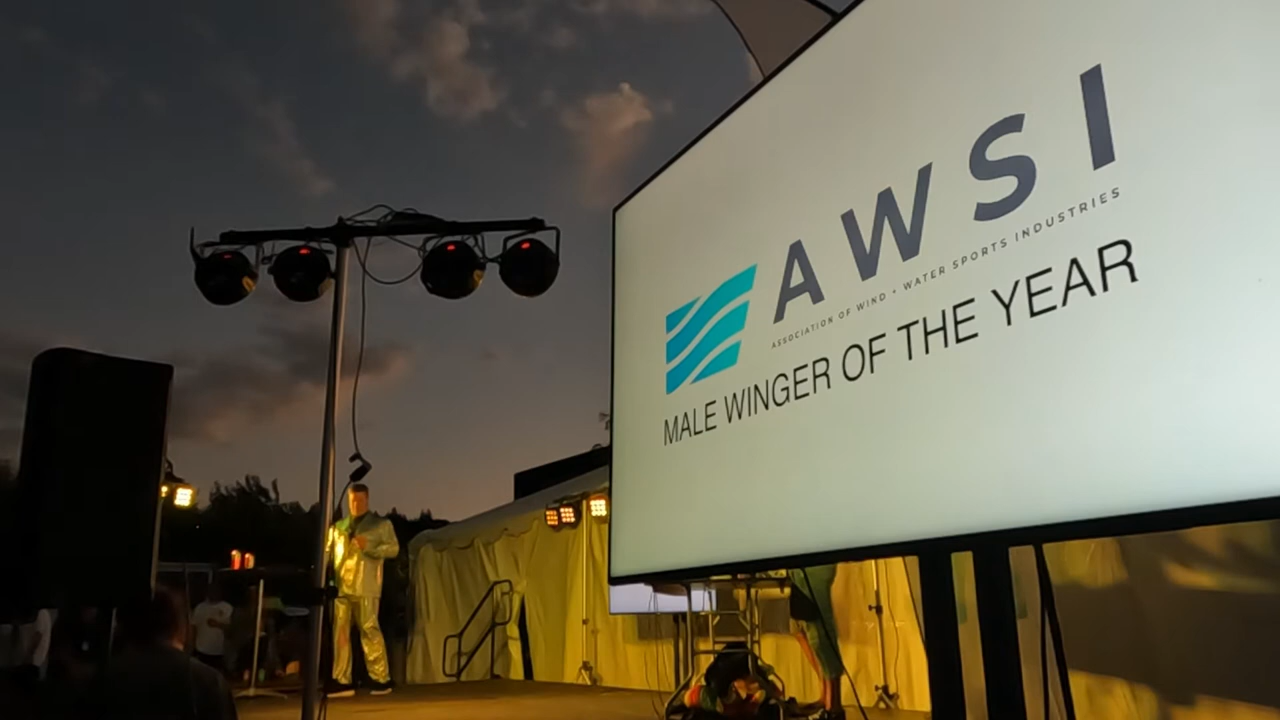 AWSI
ASSOCIATION OF WIND + WATER SPORTS INDUSTRIES
MALE WINGER OF THE YEAR